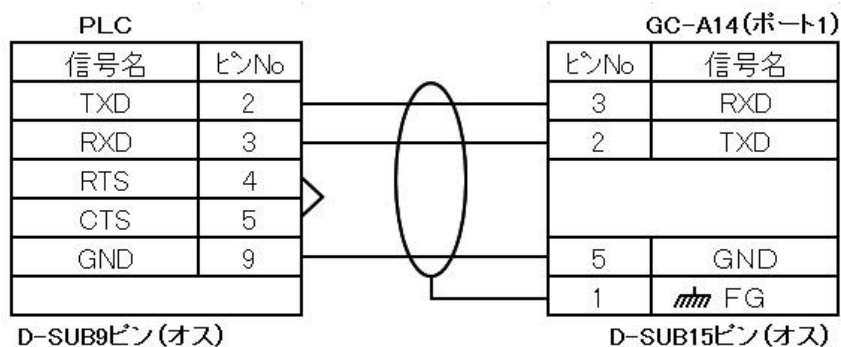 PLC
GC-A14(ポート1)
信号名 ピンNo ピンNo 信号名
TXD 2 3 RXD
RXD 3 2 TXD
RTS 4
CTS 5
GND 9 5 GND
1 FG
D-SUB9ピン(オス)
D-SUB15ピン(オス)